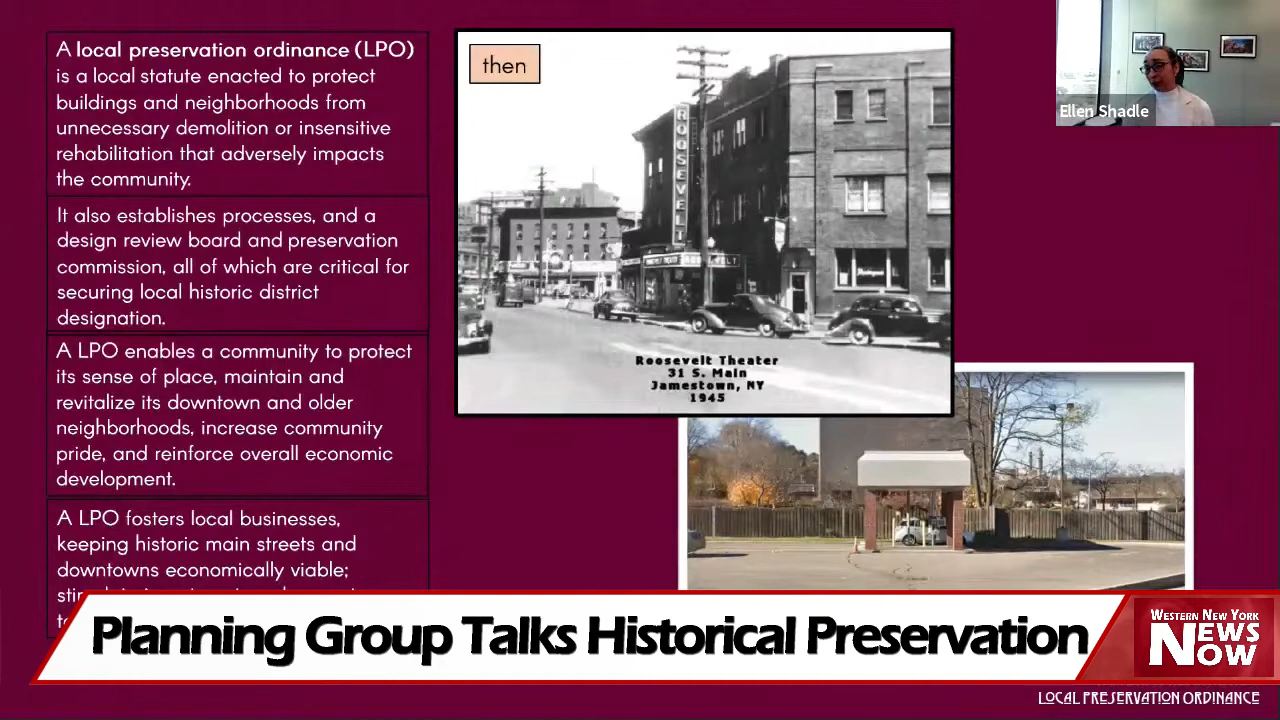 A local preservation ordinance (LPO)
is a local statute enacted to protect
buildings and neighborhoods from
unnecessary demolition or insensitive
rehabilitation that adversely impacts
the community.
It also establishes processes, and a
design review board and preservation
commission, all of which are critical for
securing local historic district
designation.
A LPO enables a community to protect
its sense of place, maintain and
revitalize its downtown and older
neighborhoods, increase community
pride, and reinforce overall economic
development.
A LPO fosters local businesses,
keeping historic main streets and
downtowns economically viable;
then
ROOSEVELT
Roosevelt Theater
31 S. Main
Jamestown, NY
1945
Ellen Shadle
Planning Group Talks Historical Preservation
WESTERN NEW YORK
NEWS
NOW
LOCAL PRESERVATION ORDINANCE